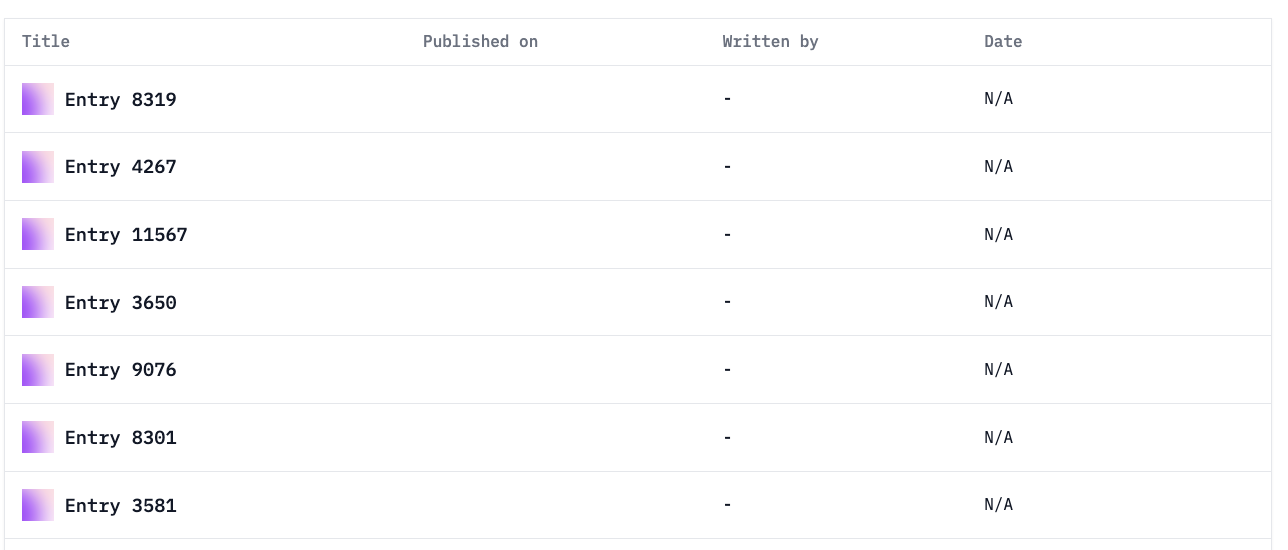 Title Published on Written by Date
Entry 8319 - N/A
Entry 4267 - N/A
Entry 11567 - N/A
Entry 3650 - N/A
Entry 9076 - N/A
Entry 8301 - N/A
Entry 3581 - N/A